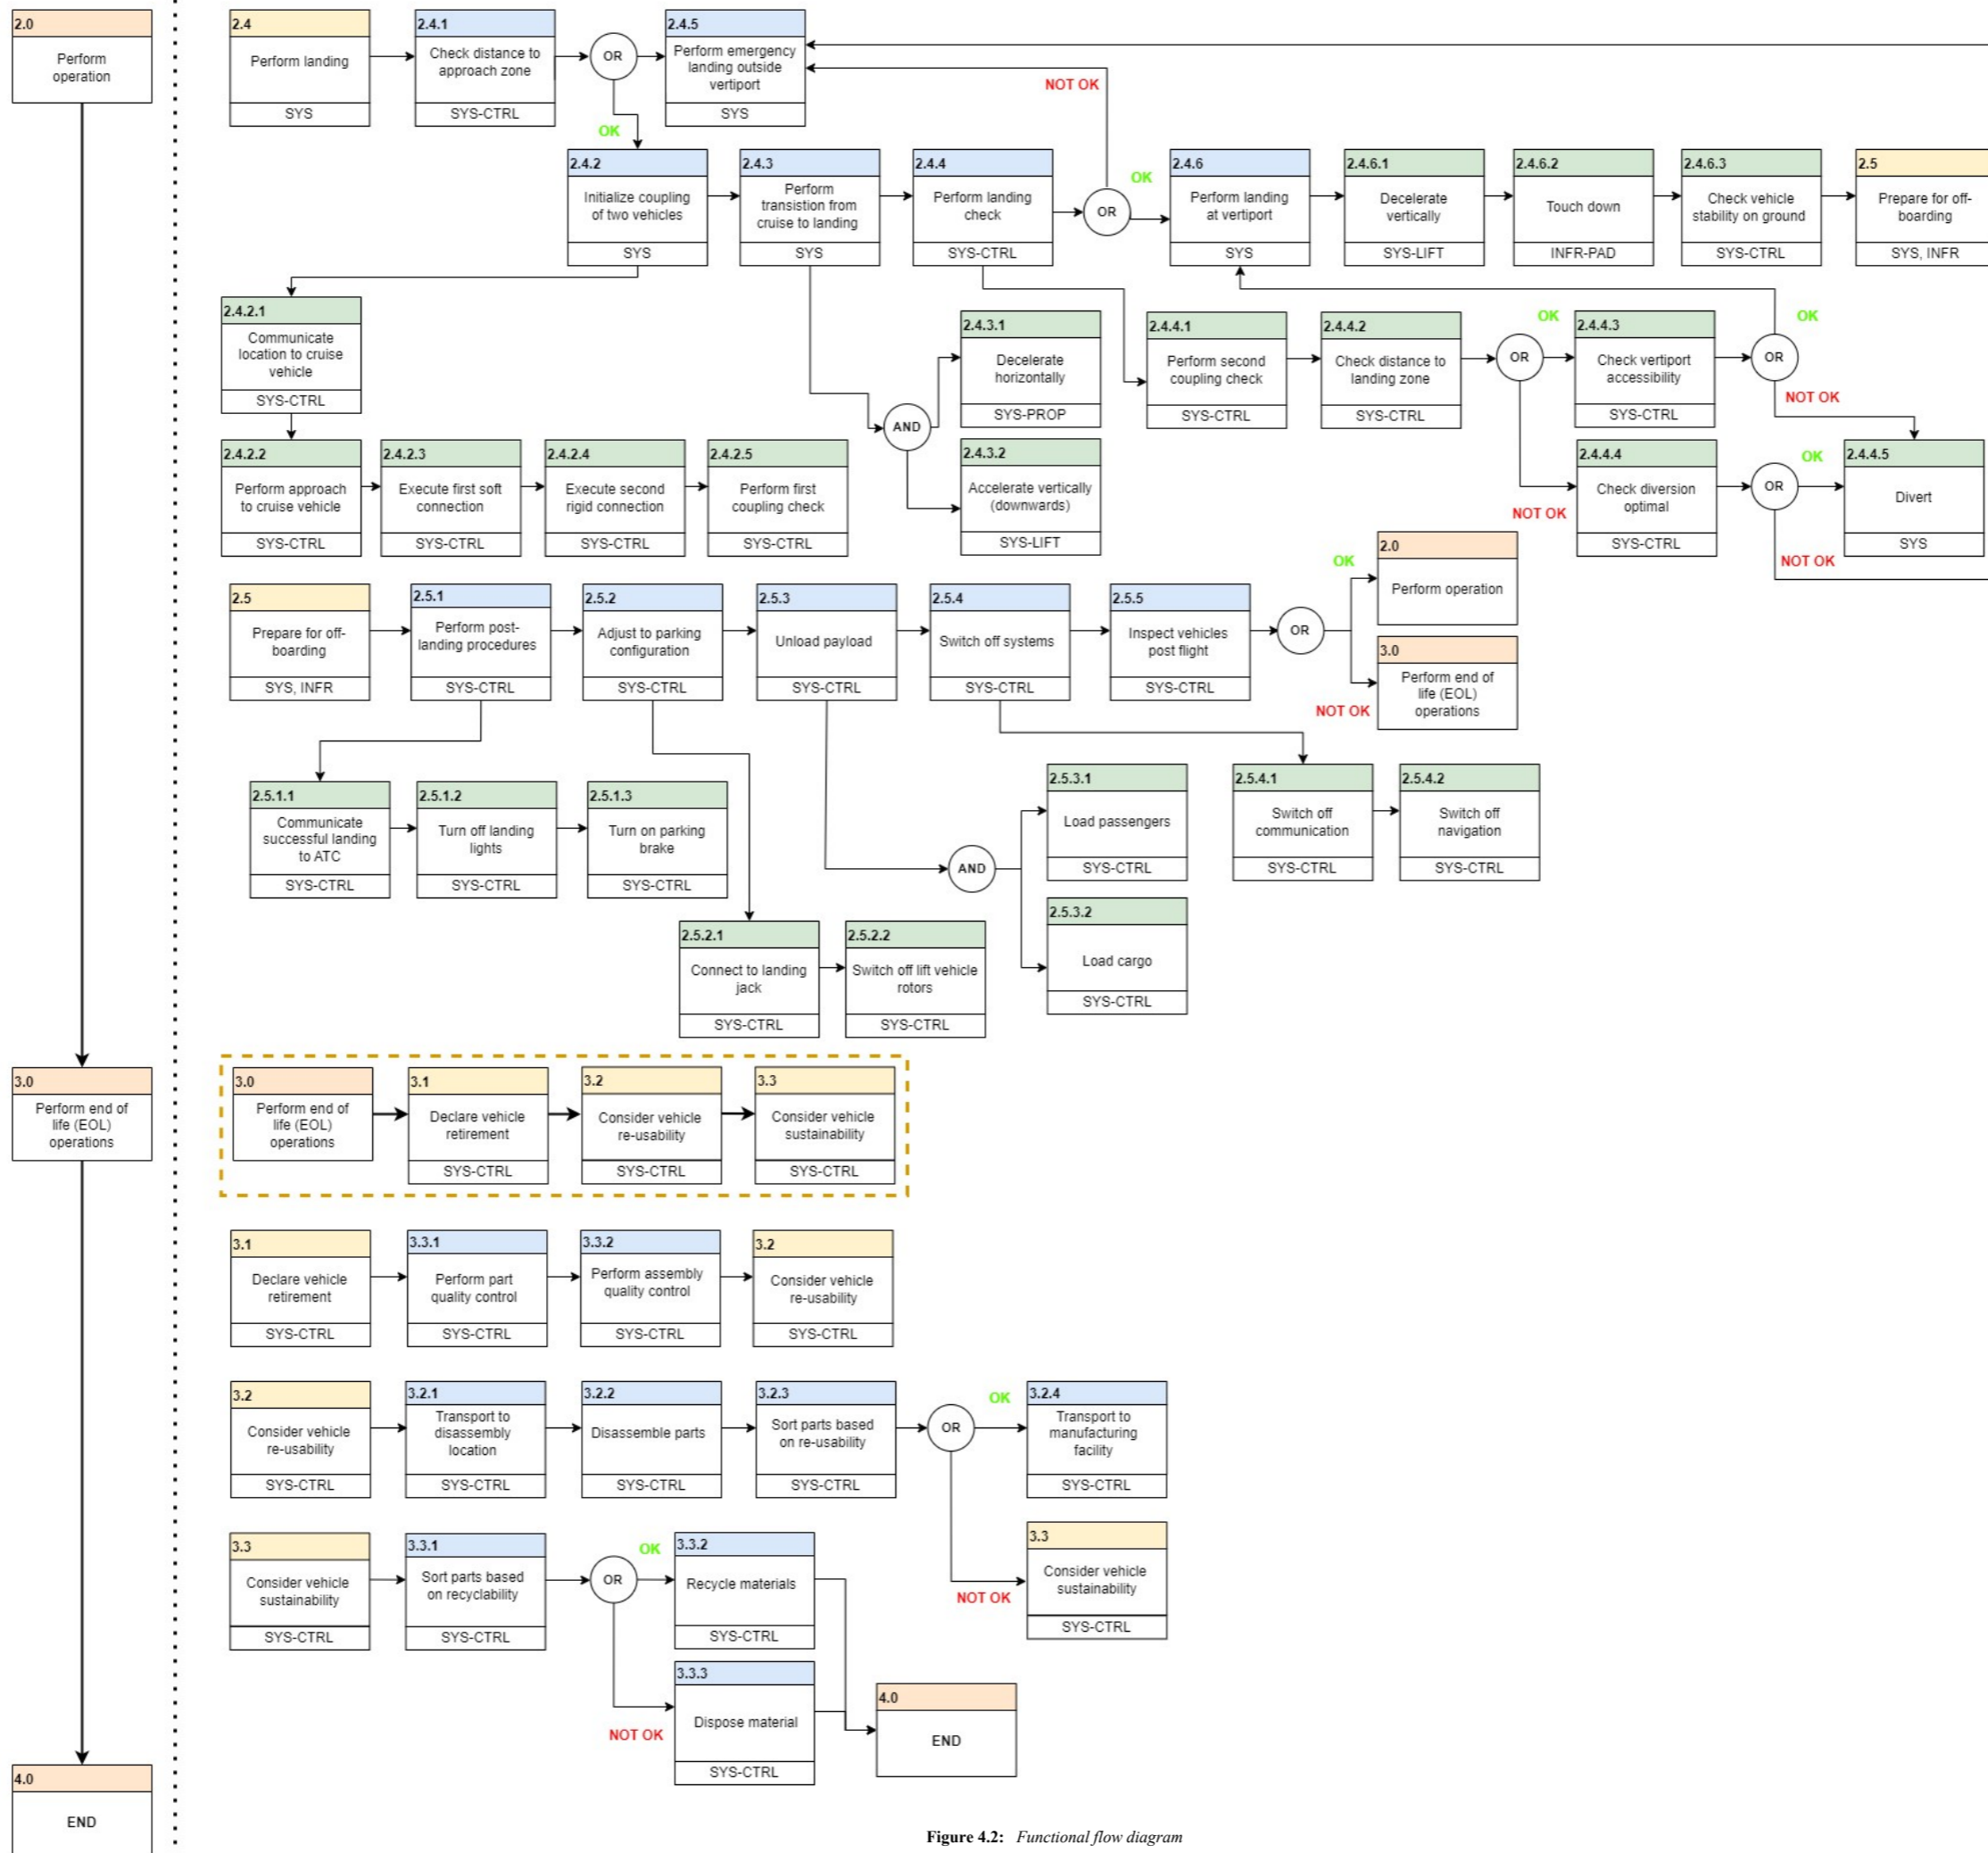 2.0
Perform
operation
2.4
Perform landing
SYS
2.4.1
Check distance to
approach zone
SYS-CTRL
OR
2.4.5
Perform emergency
landing outside
vertiport
SYS
NOT OK
OK
2.4.2
Initialize coupling
of two vehicles
SYS
2.4.3
Perform
transistion from
cruise to landing
SYS
2.4.4
Perform landing
check
SYS-CTRL
OR
OK
2.4.6
Perform landing
at vertiport
SYS
2.4.6.1
Decelerate
vertically
SYS-LIFT
2.4.6.2
Touch down
INFR-PAD
2.4.6.3
Check vehicle
stability on ground
SYS-CTRL
2.5
Prepare for off-
boarding
SYS, INFR
2.4.2.1
Communicate
location to cruise
vehicle
SYS-CTRL
2.4.3.1
Decelerate
horizontally
SYS-PROP
2.4.4.1
Perform second
coupling check
SYS-CTRL
2.4.4.2
Check distance to
landing zone
SYS-CTRL
OR
OK
2.4.4.3
Check vertiport
accessibility
SYS-CTRL
OR
OK
NOT OK
AND
2.4.2.2
Perform approach
to cruise vehicle
SYS-CTRL
2.4.2.3
Execute first soft
connection
SYS-CTRL
2.4.2.4
Execute second
rigid connection
SYS-CTRL
2.4.2.5
Perform first
coupling check
SYS-CTRL
2.4.3.2
Accelerate vertically
(downwards)
SYS-LIFT
NOT OK
2.4.4.4
Check diversion
optimal
SYS-CTRL
OR
OK
NOT OK
2.4.4.5
Divert
SYS
2.5
Prepare for off-
boarding
SYS, INFR
2.5.1
Perform post-
landing procedures
SYS-CTRL
2.5.2
Adjust to parking
configuration
SYS-CTRL
2.5.3
Unload payload
SYS-CTRL
2.5.4
Switch off systems
SYS-CTRL
2.5.5
Inspect vehicles
post flight
SYS-CTRL
OR
OK
2.0
Perform operation
NOT OK
3.0
Perform end of
life (EOL)
operations
2.5.1.1
Communicate
successful landing
to ATC
SYS-CTRL
2.5.1.2
Turn off landing
lights
SYS-CTRL
2.5.1.3
Turn on parking
brake
SYS-CTRL
AND
2.5.3.1
Load passengers
SYS-CTRL
2.5.4.1
Switch off
communication
SYS-CTRL
2.5.4.2
Switch off
navigation
SYS-CTRL
2.5.2.1
Connect to landing
jack
SYS-CTRL
2.5.2.2
Switch off lift vehicle
rotors
SYS-CTRL
2.5.3.2
Load cargo
SYS-CTRL
3.0
Perform end of
life (EOL)
operations
3.0
Perform end of
life (EOL)
operations
3.1
Declare vehicle
retirement
SYS-CTRL
3.2
Consider vehicle
re-usability
SYS-CTRL
3.3
Consider vehicle
sustainability
SYS-CTRL
3.1
Declare vehicle
retirement
SYS-CTRL
3.3.1
Perform part
quality control
SYS-CTRL
3.3.2
Perform assembly
quality control
SYS-CTRL
3.2
Consider vehicle
re-usability
SYS-CTRL
3.2
Consider vehicle
re-usability
SYS-CTRL
3.2.1
Transport to
disassembly
location
SYS-CTRL
3.2.2
Disassemble parts
SYS-CTRL
3.2.3
Sort parts based
on re-usability
SYS-CTRL
OR
OK
3.2.4
Transport to
manufacturing
facility
SYS-CTRL
NOT OK
3.3
Consider vehicle
sustainability
SYS-CTRL
3.3
Consider vehicle
sustainability
SYS-CTRL
3.3.1
Sort parts based
on recyclability
SYS-CTRL
OR
OK
3.3.2
Recycle materials
SYS-CTRL
NOT OK
3.3.3
Dispose material
SYS-CTRL
4.0
END
4.0
END
Figure 4.2: Functional flow diagram